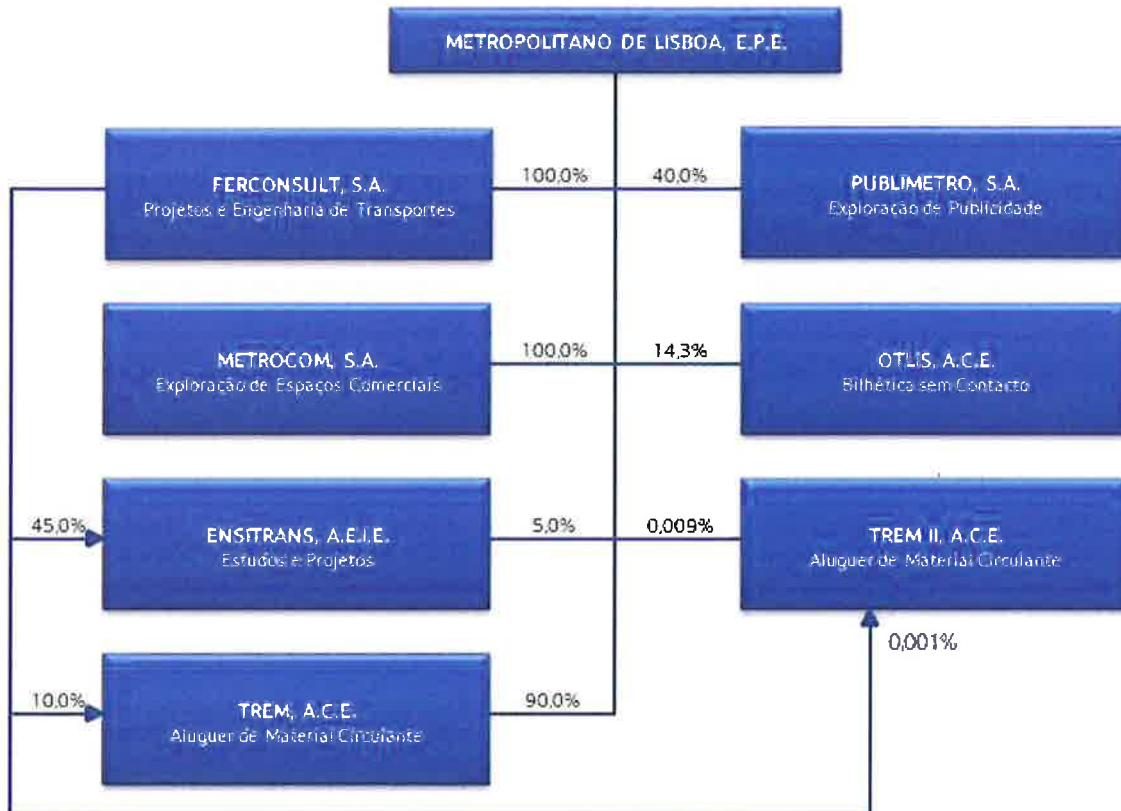 METROPOLITANO DE LISBOA, E.P.E.
FERCONSULT, S.A.
Projetos e Engenharia de Transportes
100,0%
40,0%
PUBLIMETRO, S.A.
Exploração de Publicidade
METROCOM, S.A.
Exploração de Espaços Comerciais
100,0%
14,3%
OTLIS, A.C.E.
Bilhética sem Contacto
45,0%
ENSITRANS, A.E.I.E.
Estudos e Projetos
5,0%
0,009%
TREM II, A.C.E.
Aluguer de Material Circulante
0,001%
10,0%
TREM, A.C.E.
Aluguer de Material Circulante
90,0%